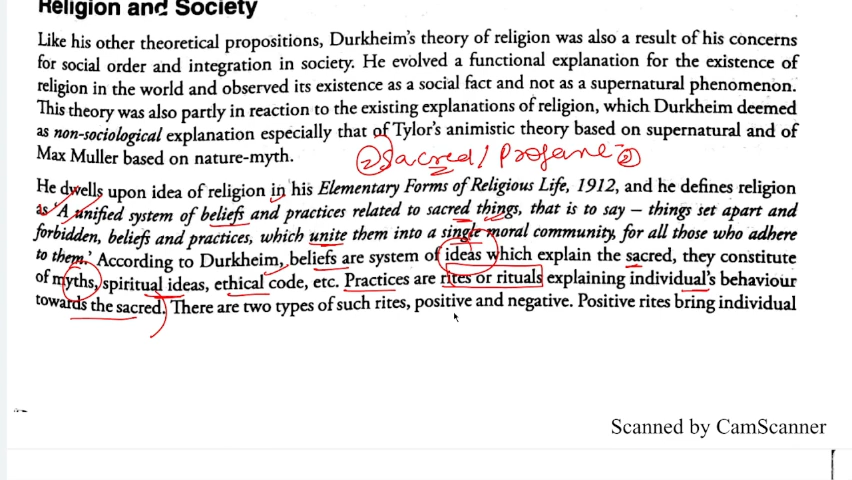 Religion and Society
Like his other theoretical propositions, Durkheim's theory of religion was also a result of his concerns
for social order and integration in society. He evolved a functional explanation for the existence of
religion in the world and observed its existence as a social fact and not as a supernatural phenomenon.
This theory was also partly in reaction to the existing explanations of religion, which Durkheim deemed
as non-sociological explanation especially that of Tylor's animistic theory based on supernatural and of
Max Muller based on nature-myth.
② Sacred / Profane - ②
He dwells upon idea of religion in his Elementary Forms of Religious Life, 1912, and he defines religion
as 'A unified system of beliefs and practices related to sacred things, that is to say – things set apart and
forbidden, beliefs and practices, which unite them into a single moral community, for all those who adhere
to them.' According to Durkheim, beliefs are system of ideas which explain the sacred, they constitute
of myths, spiritual ideas, ethical code, etc. Practices are rites or rituals explaining individual's behaviour
towards the sacred. There are two types of such rites, positive and negative. Positive rites bring individual
Scanned by CamScanner